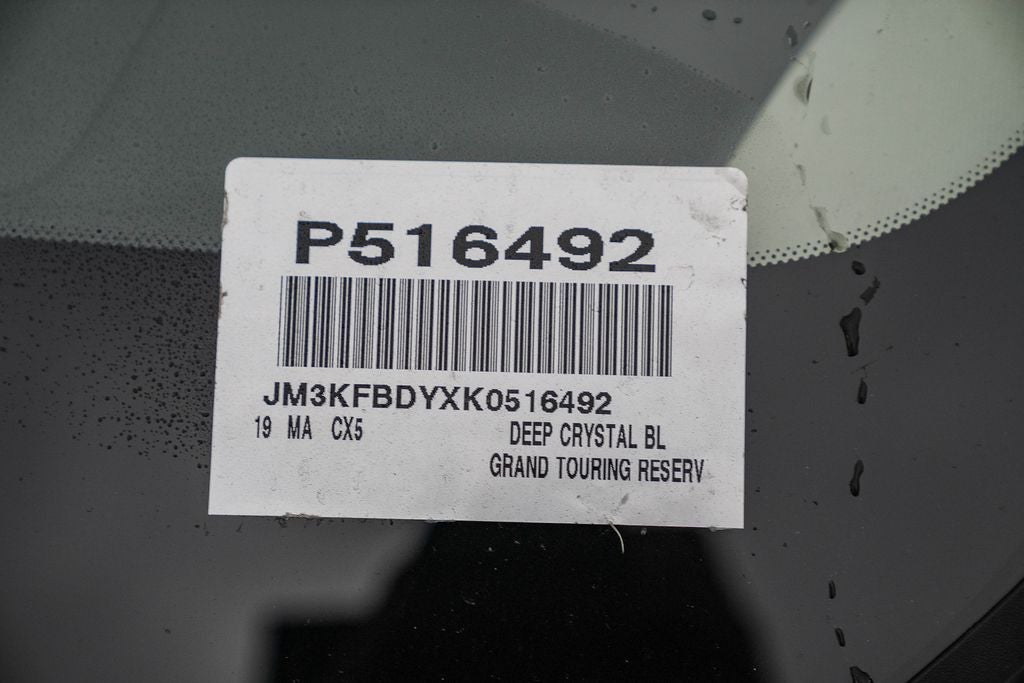 P516492
JM3KFBDYXK0516492
19 MA CX5 DEEP CRYSTAL BL
GRAND TOURING RESERV